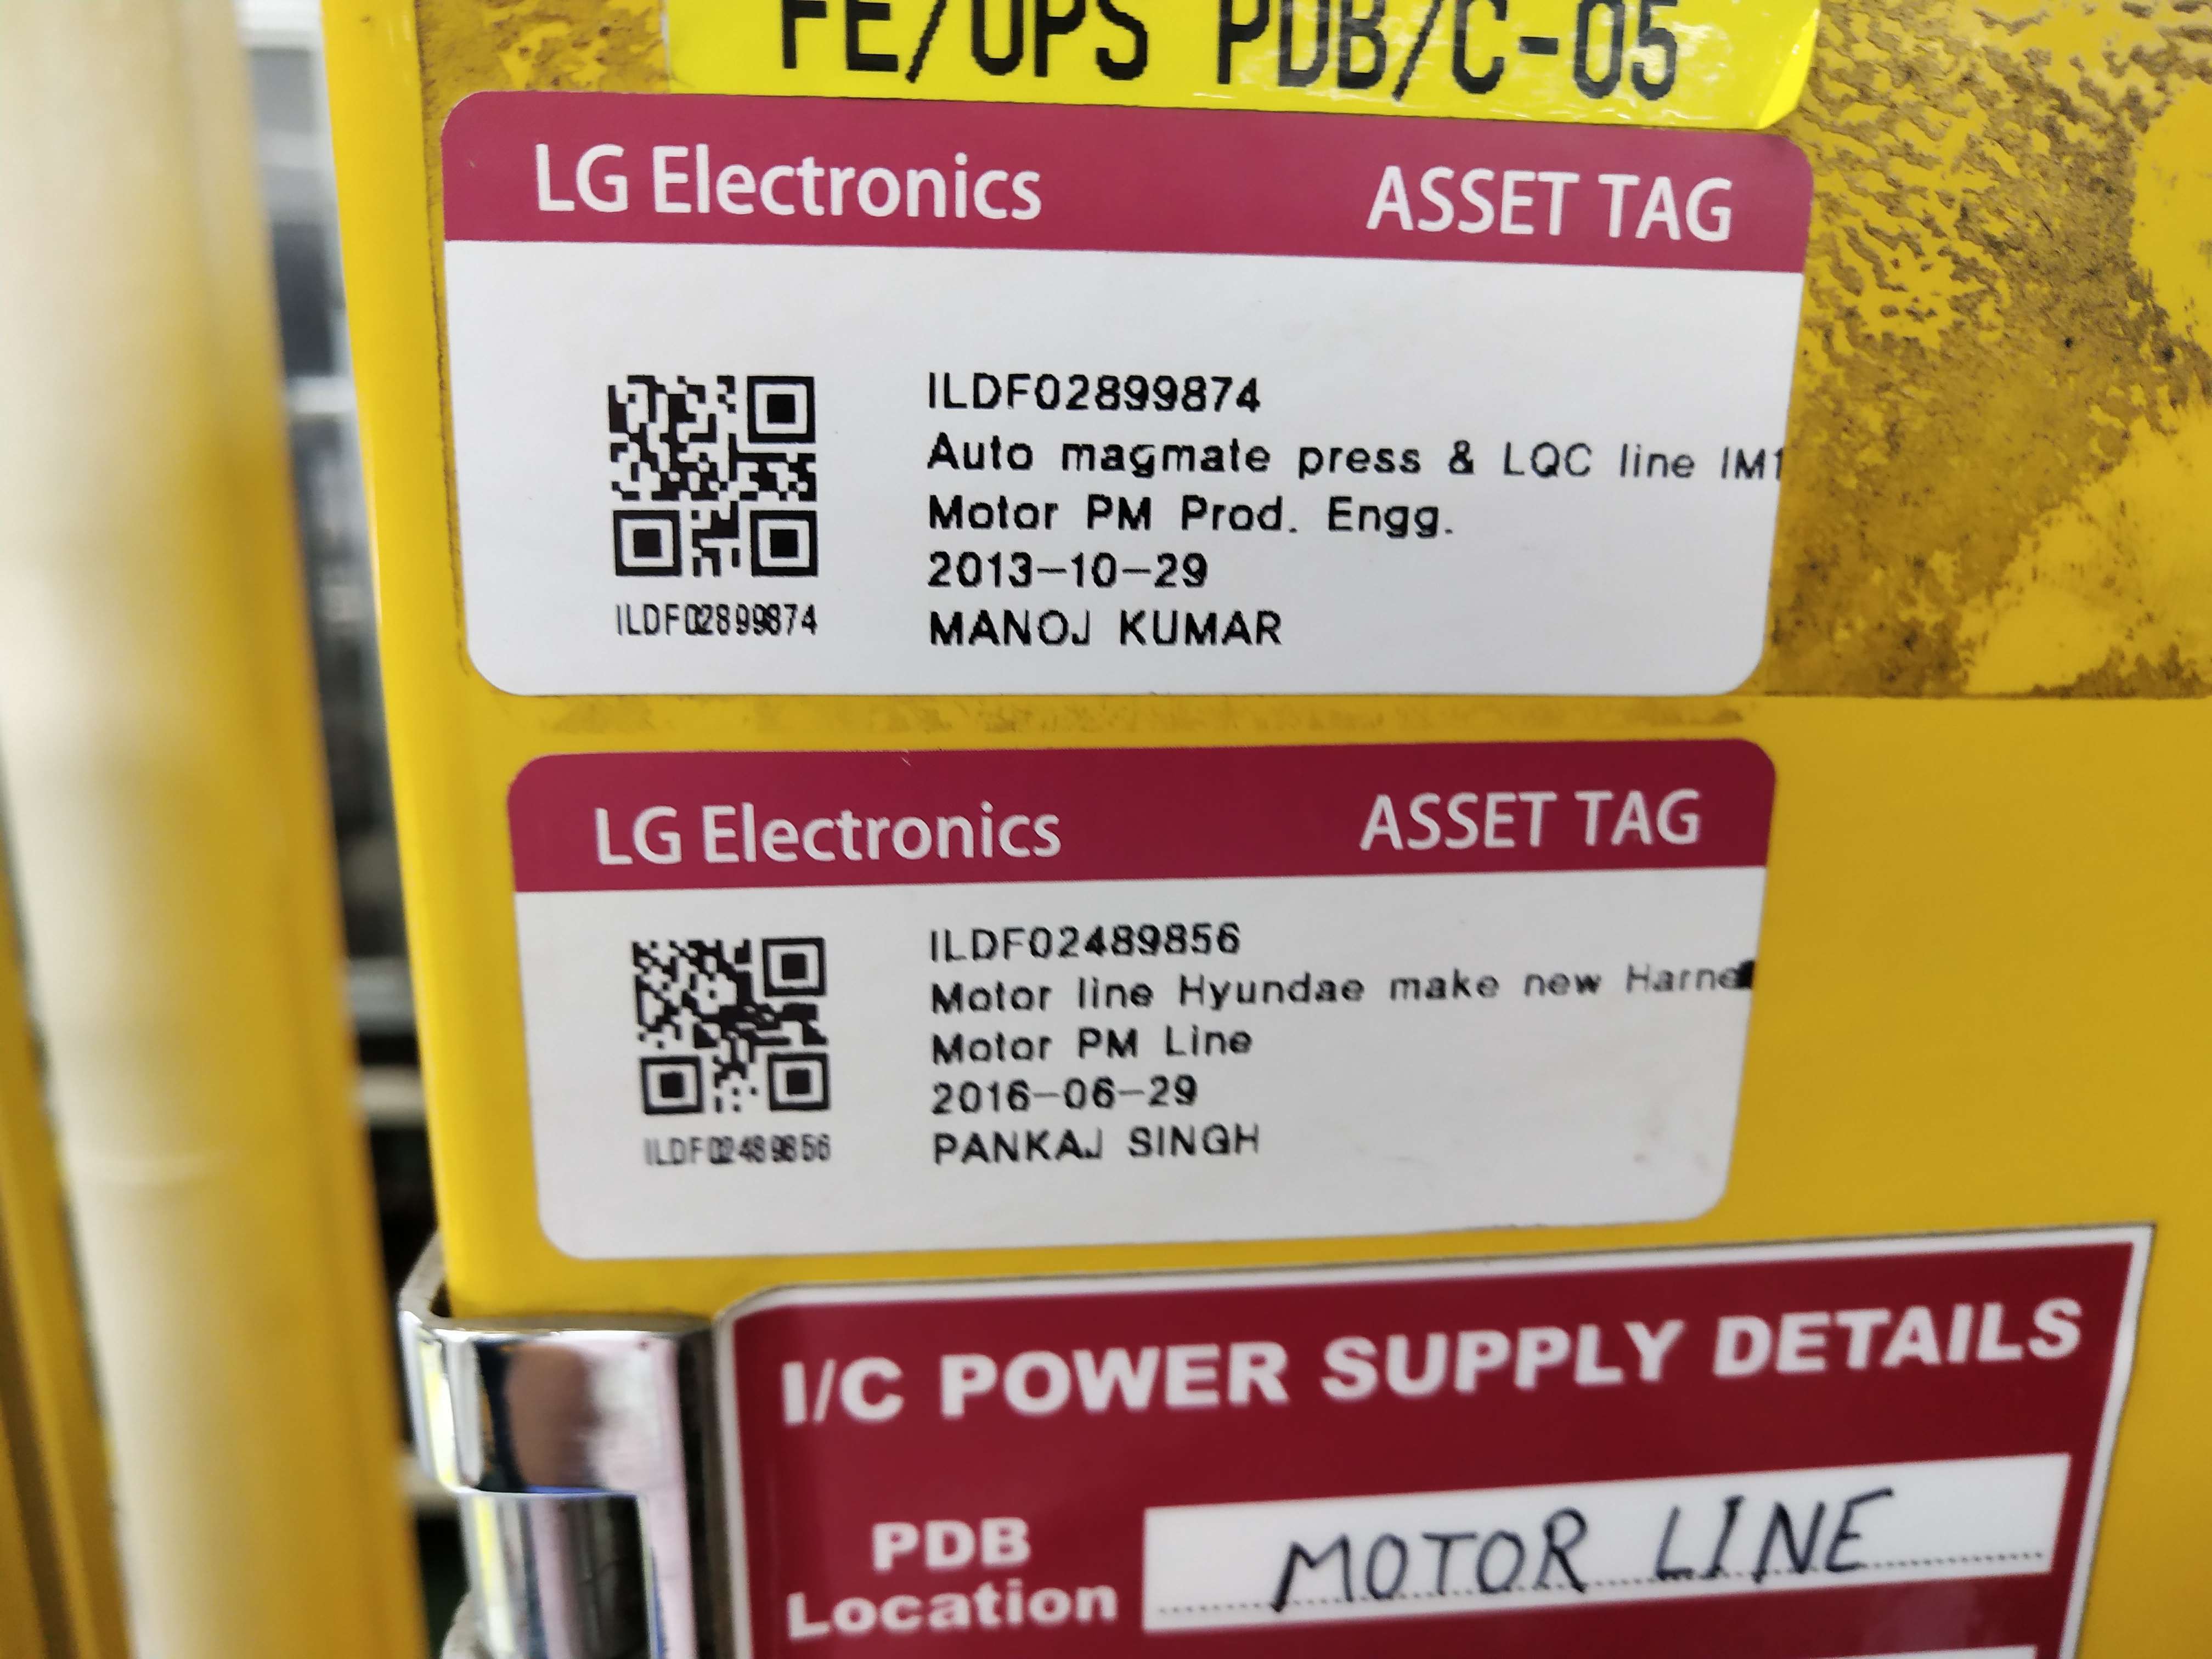 FE/UPS PDB/C-05
LG Electronics ASSET TAG
ILDF02899874
Auto magmate press & LQC line IM1
Motor PM Prod. Engg.
2013-10-29
MANOJ KUMAR
ILDF02899874
LG Electronics ASSET TAG
ILDF02489856
Motor line Hyundae make new Harne
Motor PM Line
2016-06-29
PANKAJ SINGH
ILDF02489856
I/C POWER SUPPLY DETAILS
PDB Location
MOTOR LINE